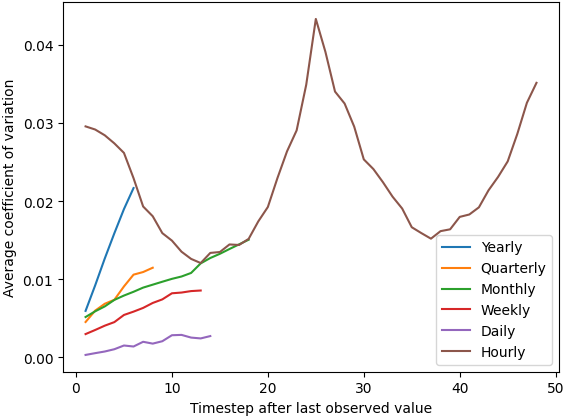 0.04
0.03
0.02
0.01
0.00
Average coefficient of variation
0 10 20 30 40 50
Timestep after last observed value
Yearly
Quarterly
Monthly
Weekly
Daily
Hourly